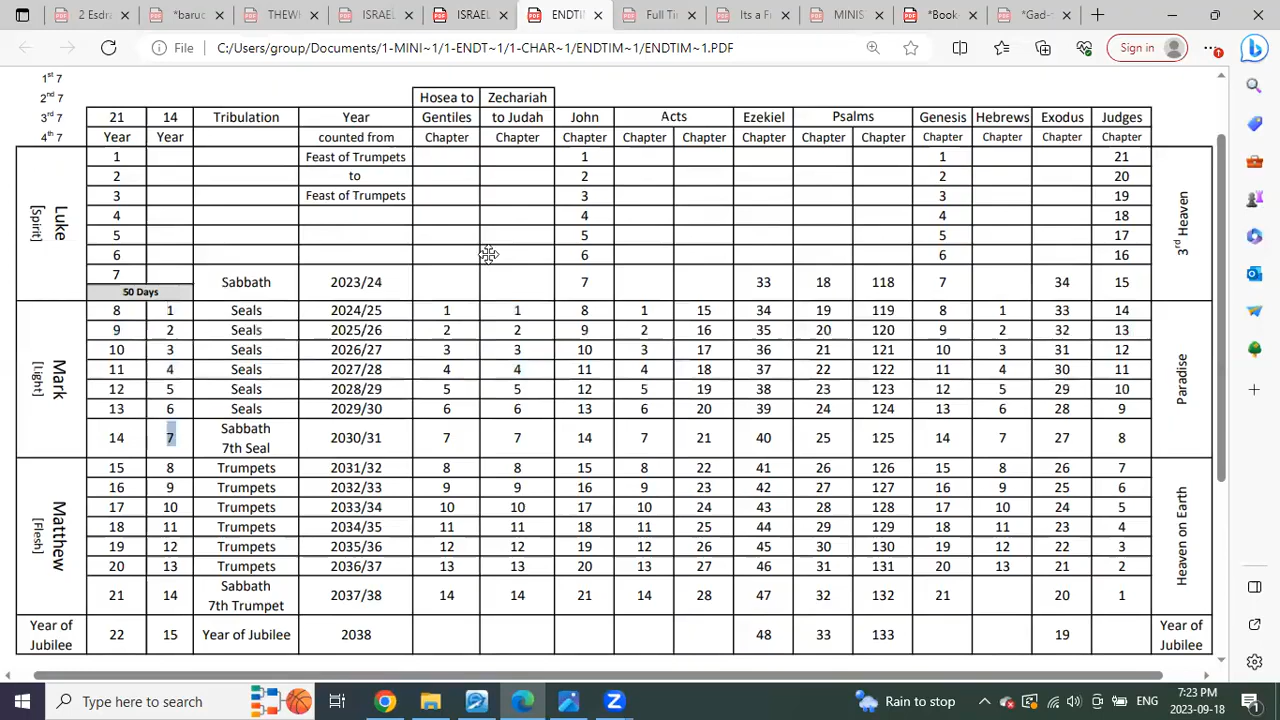 2 Esdra
*baruc
THEWI
ISRAEL
ISRAEL
ENDTIM
Full Tim
Its a Fi
MINIS
*Book-
*Gad-
File
C:/Users/group/Documents/1-MINI~1/1-ENDT~1/1-CHAR~1/ENDTIM~1/ENDTIM~1.PDF
Sign in
1st 7
2nd 7 Hosea to Zechariah
3rd 7 21 14 Tribulation Year Gentiles to Judah John Acts Ezekiel Psalms Genesis Hebrews Exodus Judges
4th 7 Year Year counted from Chapter Chapter Chapter Chapter Chapter Chapter Chapter Chapter Chapter Chapter Chapter Chapter
Luke
[Spirit]
3rd Heaven
1 Feast of Trumpets 1 1 21
2 to 2 2 20
3 Feast of Trumpets 3 3 19
4 4 4 18
5 5 5 17
6 6 6 16
7 Sabbath 2023/24 7 33 18 118 7 34 15
50 Days
Mark
[Light]
Paradise
8 1 Seals 2024/25 1 1 8 1 15 34 19 119 8 1 33 14
9 2 Seals 2025/26 2 2 9 2 16 35 20 120 9 2 32 13
10 3 Seals 2026/27 3 3 10 3 17 36 21 121 10 3 31 12
11 4 Seals 2027/28 4 4 11 4 18 37 22 122 11 4 30 11
12 5 Seals 2028/29 5 5 12 5 19 38 23 123 12 5 29 10
13 6 Seals 2029/30 6 6 13 6 20 39 24 124 13 6 28 9
14 7 Sabbath 2030/31 7 7 14 7 21 40 25 125 14 7 27 8
7th Seal
Matthew
[Flesh]
Heaven on Earth
15 8 Trumpets 2031/32 8 8 15 8 22 41 26 126 15 8 26 7
16 9 Trumpets 2032/33 9 9 16 9 23 42 27 127 16 9 25 6
17 10 Trumpets 2033/34 10 10 17 10 24 43 28 128 17 10 24 5
18 11 Trumpets 2034/35 11 11 18 11 25 44 29 129 18 11 23 4
19 12 Trumpets 2035/36 12 12 19 12 26 45 30 130 19 12 22 3
20 13 Trumpets 2036/37 13 13 20 13 27 46 31 131 20 13 21 2
21 14 Sabbath 2037/38 14 14 21 14 28 47 32 132 21 20 1
7th Trumpet
Year of 22 15 Year of Jubilee 2038 48 33 133 19 Year of
Jubilee Jubilee
Type here to search
Rain to stop
ENG
7:23 PM
2023-09-18